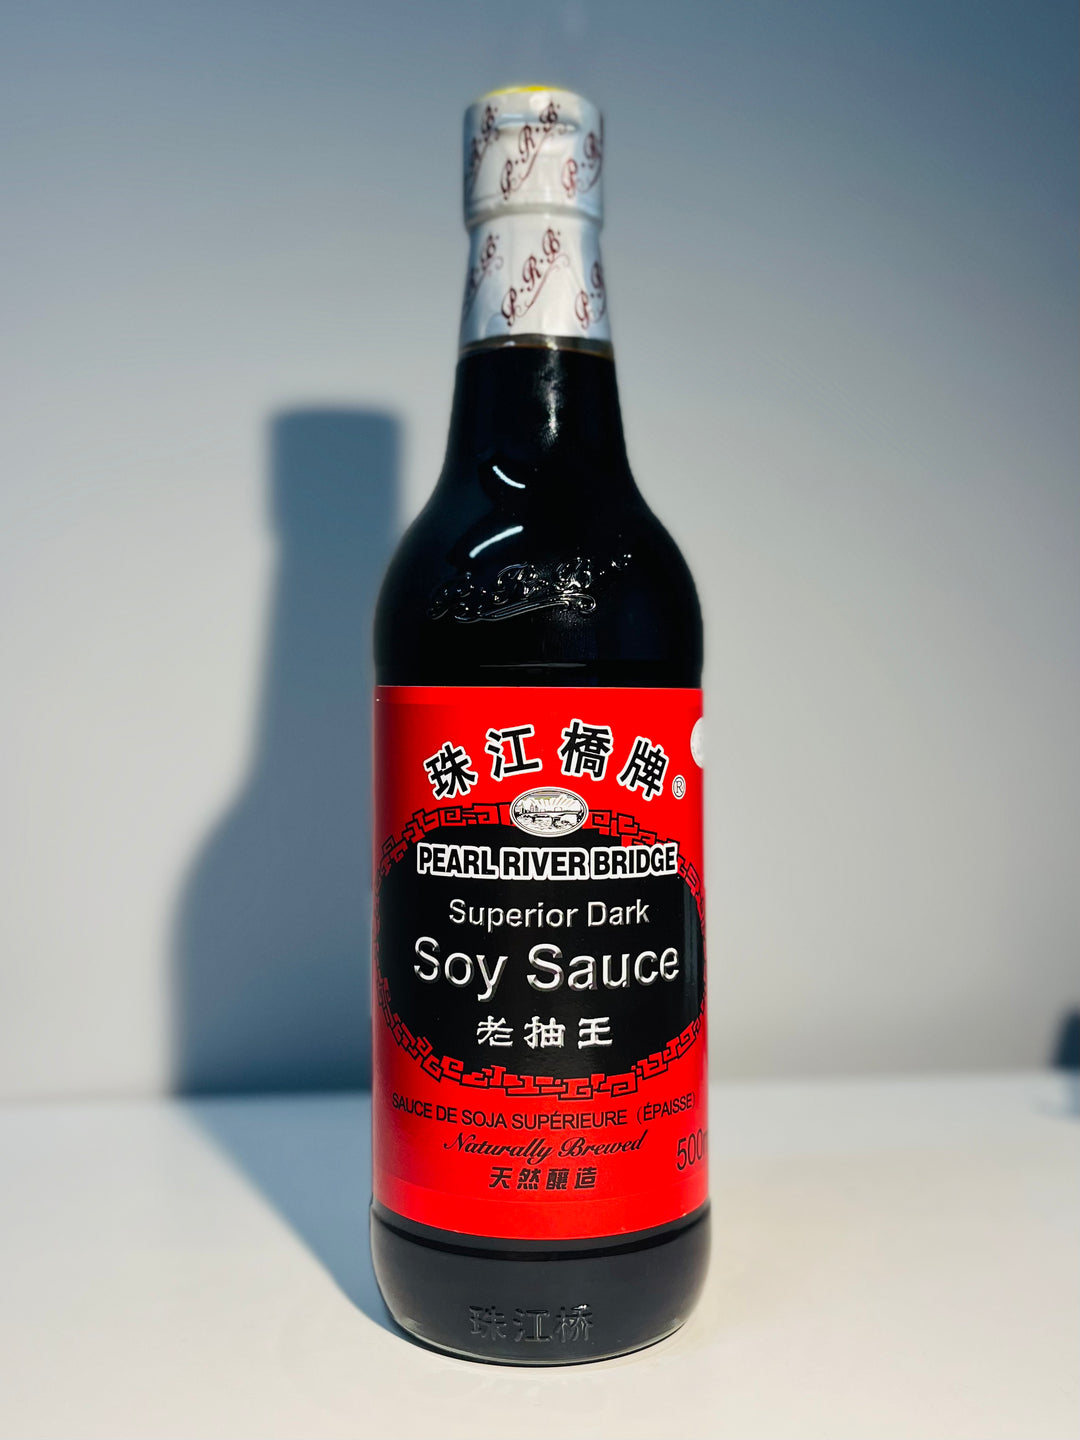 P.R.B.
P.R.B.
P.R.B.
珠江橋牌®
PEARL RIVER BRIDGE
Superior Dark
Soy Sauce
老抽王
SAUCE DE SOJA SUPÉRIEURE (ÉPAISSE)
Naturally Brewed
500m
天然釀造
珠江桥